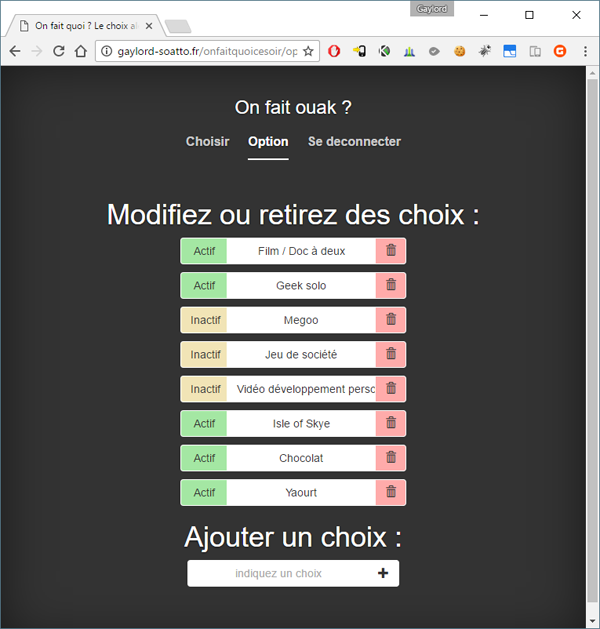 Gaylord
On fait quoi ? Le choix al
gaylord-soatto.fr/onfaitquoicesoir/op
On fait ouak ?
Choisir Option Se deconnecter
Modifiez ou retirez des choix :
Actif Film / Doc à deux
Actif Geek solo
Inactif Megoo
Inactif Jeu de société
Inactif Vidéo développement perso
Actif Isle of Skye
Actif Chocolat
Actif Yaourt
Ajouter un choix :
indiquez un choix